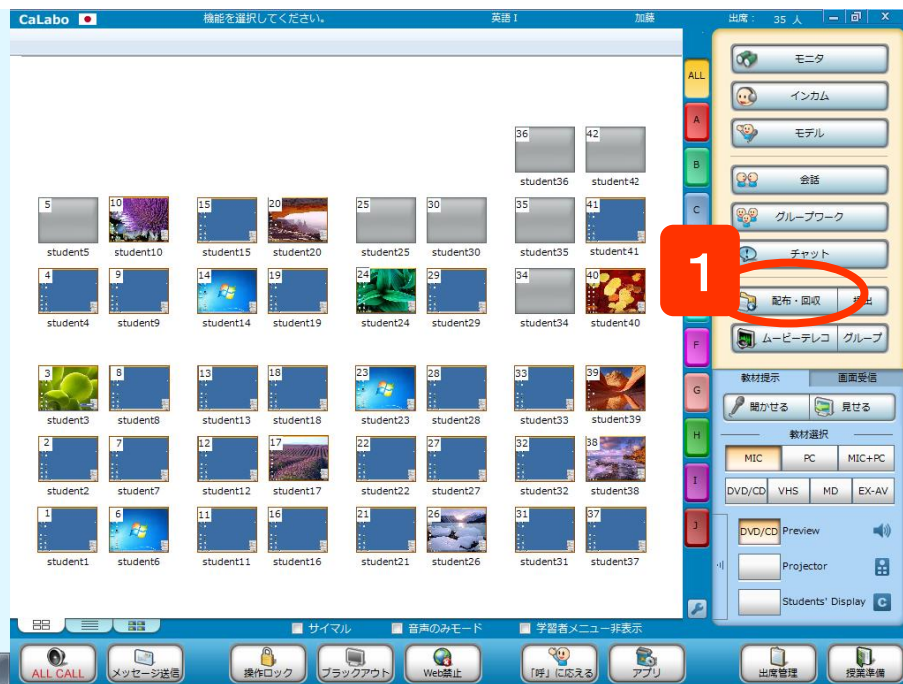 CaLabo 機能を選択してください。 英語 I 加藤 出席： 35 人
モニタ
インカム
モデル
会話
グループワーク
チャット
1
配布・回収
ムービーテレコ グループ
ALL
A
B
C
F
G
H
I
J
36 42
student36 student42
5 10 15 20 25 30 35 41
student5 student10 student15 student20 student25 student30 student35 student41
4 9 14 19 24 29 34 40
student4 student9 student14 student19 student24 student29 student34 student40
3 8 13 18 23 28 33 39
student3 student8 student13 student18 student23 student28 student33 student39
2 7 12 17 22 27 32 38
student2 student7 student12 student17 student22 student27 student32 student38
1 6 11 16 21 26 31 37
student1 student6 student11 student16 student21 student26 student31 student37
教材提示 画面受信
聞かせる 見せる
教材選択
MIC PC MIC+PC
DVD/CD VHS MD EX-AV
DVD/CD Preview
Projector
Students' Display C
サイマル 音声のみモード 学習者メニュー非表示
ALL CALL メッセージ送信 操作ロック ブラックアウト Web禁止 「呼」に応える アプリ 出席管理 授業準備